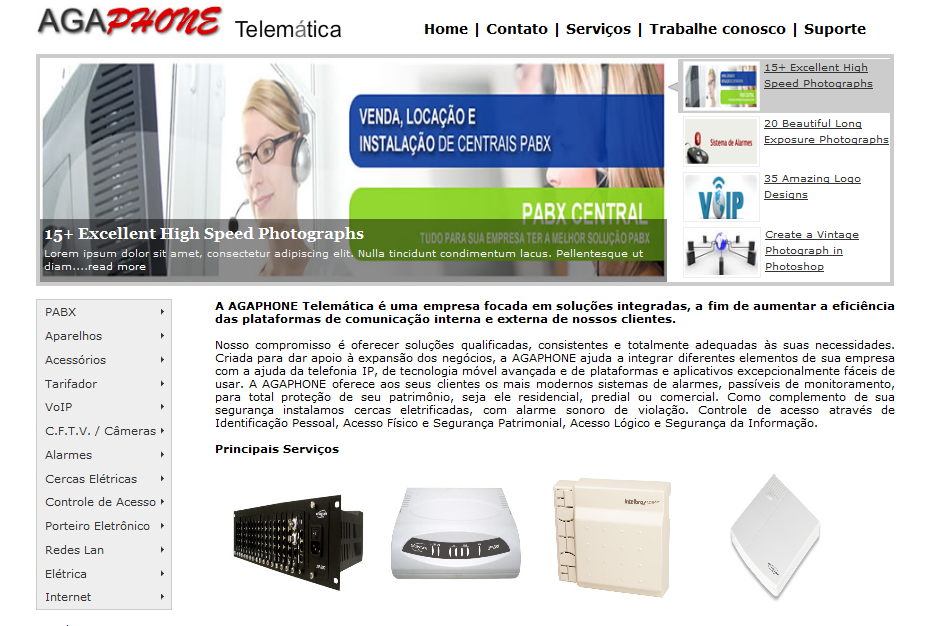 AGAPHONE Telemática
Home | Contato | Serviços | Trabalhe conosco | Suporte
VENDA, LOCAÇÃO E
INSTALAÇÃO DE CENTRAIS PABX
PABX CENTRAL
TUDO PARA SUA EMPRESA TER A MELHOR SOLUÇÃO PABX
15+ Excellent High Speed Photographs
Lorem ipsum dolor sit amet, consectetur adipiscing elit. Nulla tincidunt condimentum lacus. Pellentesque ut
diam....read more
15+ Excellent High
Speed Photographs
Sistema de Alarmes
20 Beautiful Long
Exposure Photographs
VOIP
35 Amazing Logo
Designs
Create a Vintage
Photograph in
Photoshop
PABX
Aparelhos
Acessórios
Tarifador
VoIP
C.F.T.V. / Câmeras
Alarmes
Cercas Elétricas
Controle de Acesso
Porteiro Eletrônico
Redes Lan
Elétrica
Internet
A AGAPHONE Telemática é uma empresa focada em soluções integradas, a fim de aumentar a eficiência
das plataformas de comunicação interna e externa de nossos clientes.
Nosso compromisso é oferecer soluções qualificadas, consistentes e totalmente adequadas às suas necessidades.
Criada para dar apoio à expansão dos negócios, a AGAPHONE ajuda a integrar diferentes elementos de sua empresa
com a ajuda da telefonia IP, de tecnologia móvel avançada e de plataformas e aplicativos excepcionalmente fáceis de
usar. A AGAPHONE oferece aos seus clientes os mais modernos sistemas de alarmes, passíveis de monitoramento,
para total proteção de seu patrimônio, seja ele residencial, predial ou comercial. Como complemento de sua
segurança instalamos cercas eletrificadas, com alarme sonoro de violação. Controle de acesso através de
Identificação Pessoal, Acesso Físico e Segurança Patrimonial, Acesso Lógico e Segurança da Informação.
Principais Serviços
intelbras